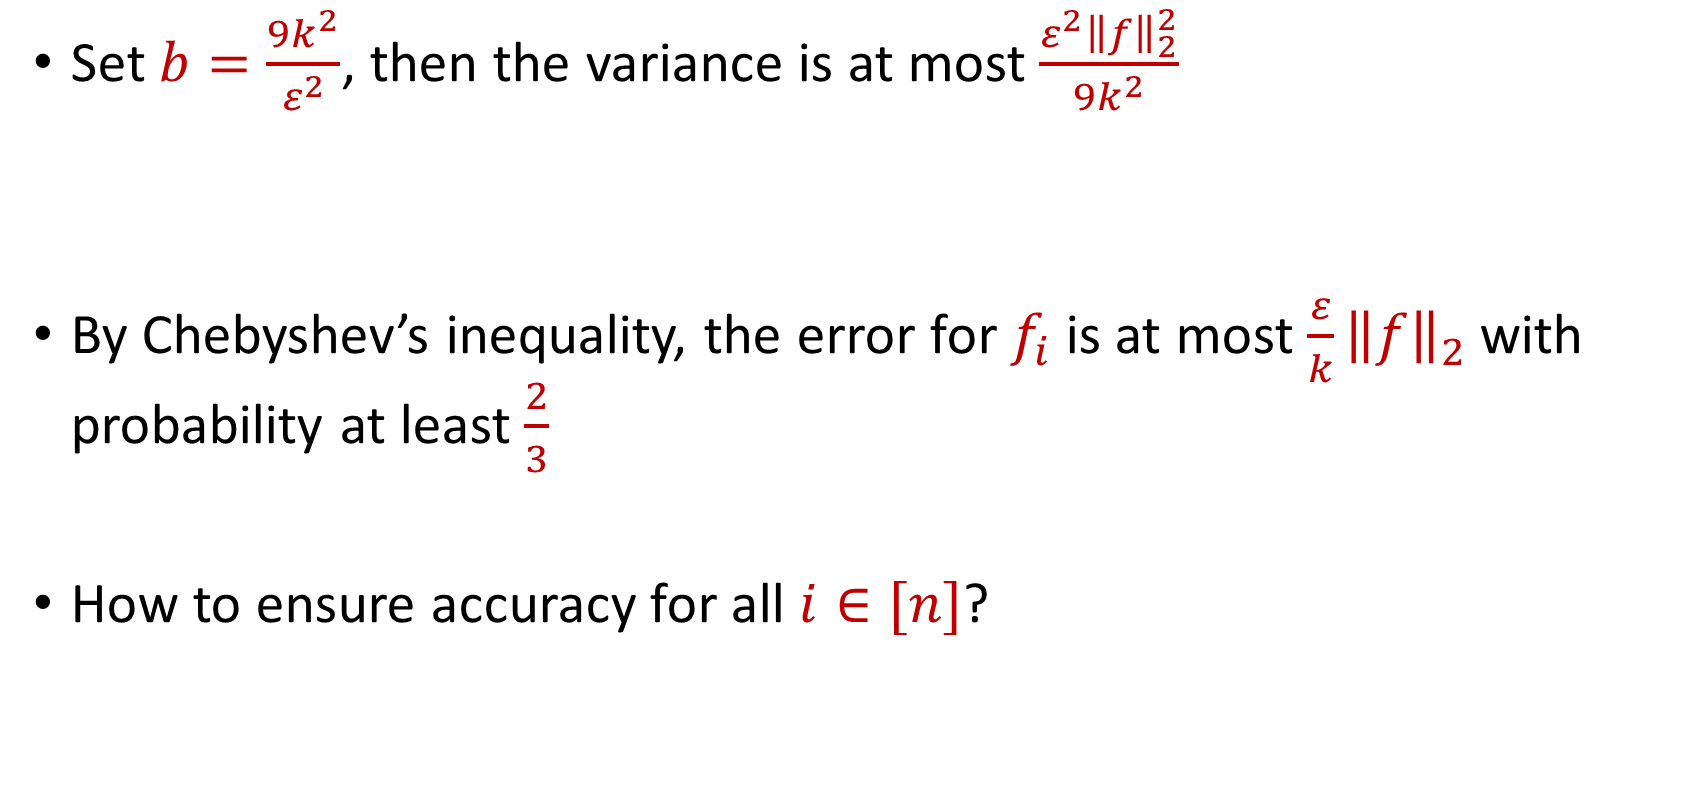 • Set b = 9k²/ε², then the variance is at most ε²‖f‖₂²/9k²
• By Chebyshev’s inequality, the error for fᵢ is at most ε/k ‖f‖₂ with
probability at least 2/3
• How to ensure accuracy for all i ∈ [n]?